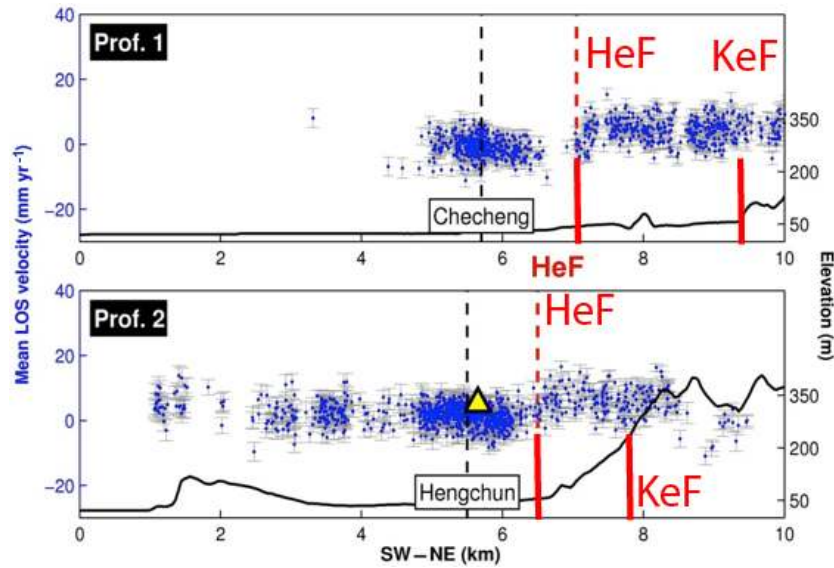 Prof. 1
HeF
KeF
40
20
0
−20
350
200
50
Checheng
0 2 4 6 8 10
HeF
Mean LOS velocity (mm yr⁻¹)
Elevation (m)
Prof. 2
HeF
KeF
40
20
0
−20
350
200
50
Hengchun
0 2 4 6 8 10
SW−NE (km)